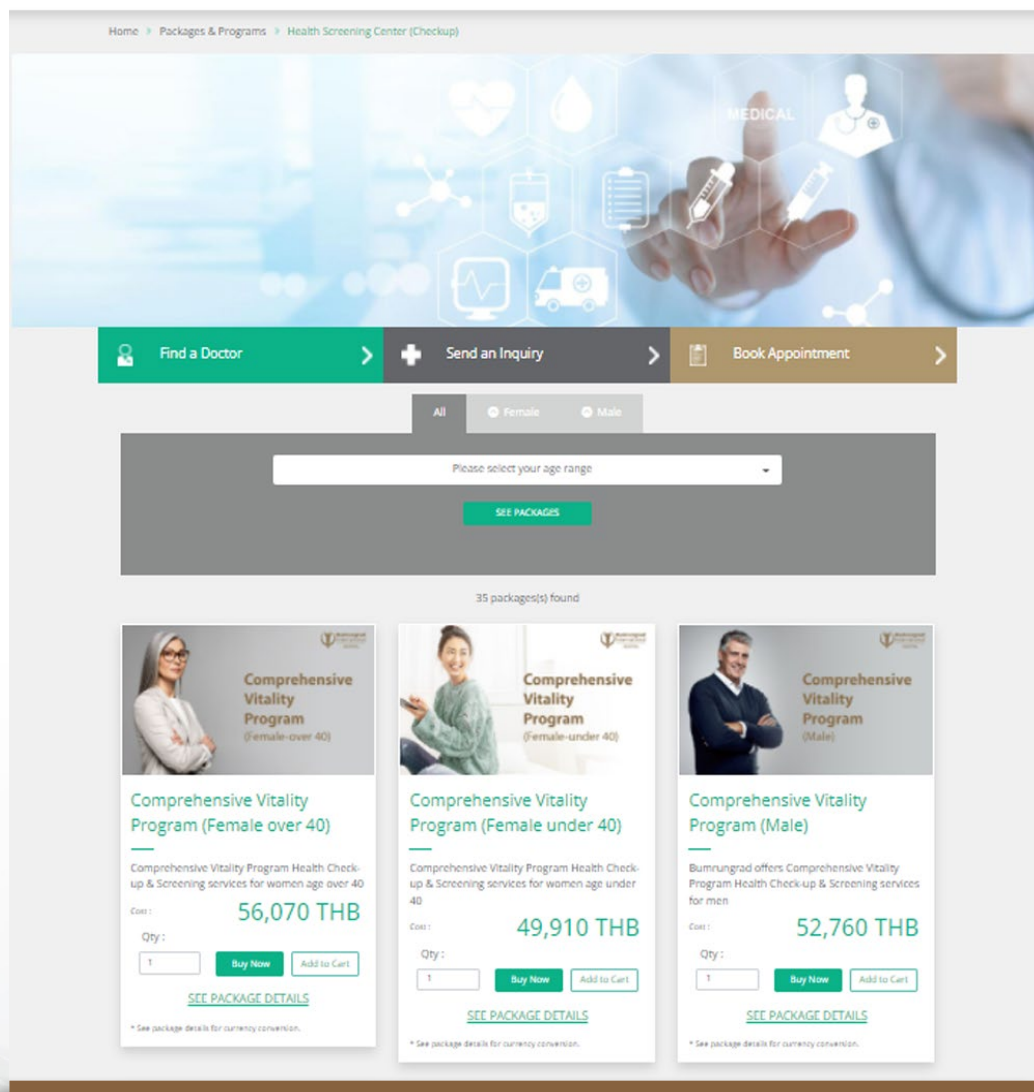 Home > Packages & Programs > Health Screening Center (Checkup)
MEDICAL
Find a Doctor
Send an Inquiry
Book Appointment
All
Female
Male
Please select your age range
SEE PACKAGES
35 packages(s) found
Comprehensive
Vitality
Program
(Female-over 40)
Comprehensive Vitality
Program (Female over 40)
Comprehensive Vitality Program Health Check-
up & Screening services for women age over 40
Cost :
56,070 THB
Qty :
1
Buy Now
Add to Cart
SEE PACKAGE DETAILS
* See package details for currency conversion.
Comprehensive
Vitality
Program
(Female-under 40)
Comprehensive Vitality
Program (Female under 40)
Comprehensive Vitality Program Health Check-
up & Screening services for women age under
40
Cost :
49,910 THB
Qty :
1
Buy Now
Add to Cart
SEE PACKAGE DETAILS
* See package details for currency conversion.
Comprehensive
Vitality
Program
(Male)
Comprehensive Vitality
Program (Male)
Bumrungrad offers Comprehensive Vitality
Program Health Check-up & Screening services
for men
Cost :
52,760 THB
Qty :
1
Buy Now
Add to Cart
SEE PACKAGE DETAILS
* See package details for currency conversion.